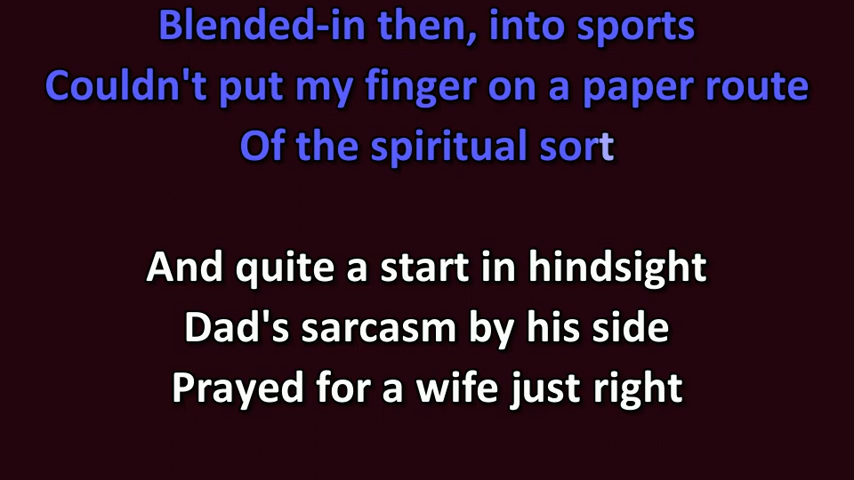 Blended-in then, into sports
Couldn't put my finger on a paper route
Of the spiritual sort
And quite a start in hindsight
Dad's sarcasm by his side
Prayed for a wife just right